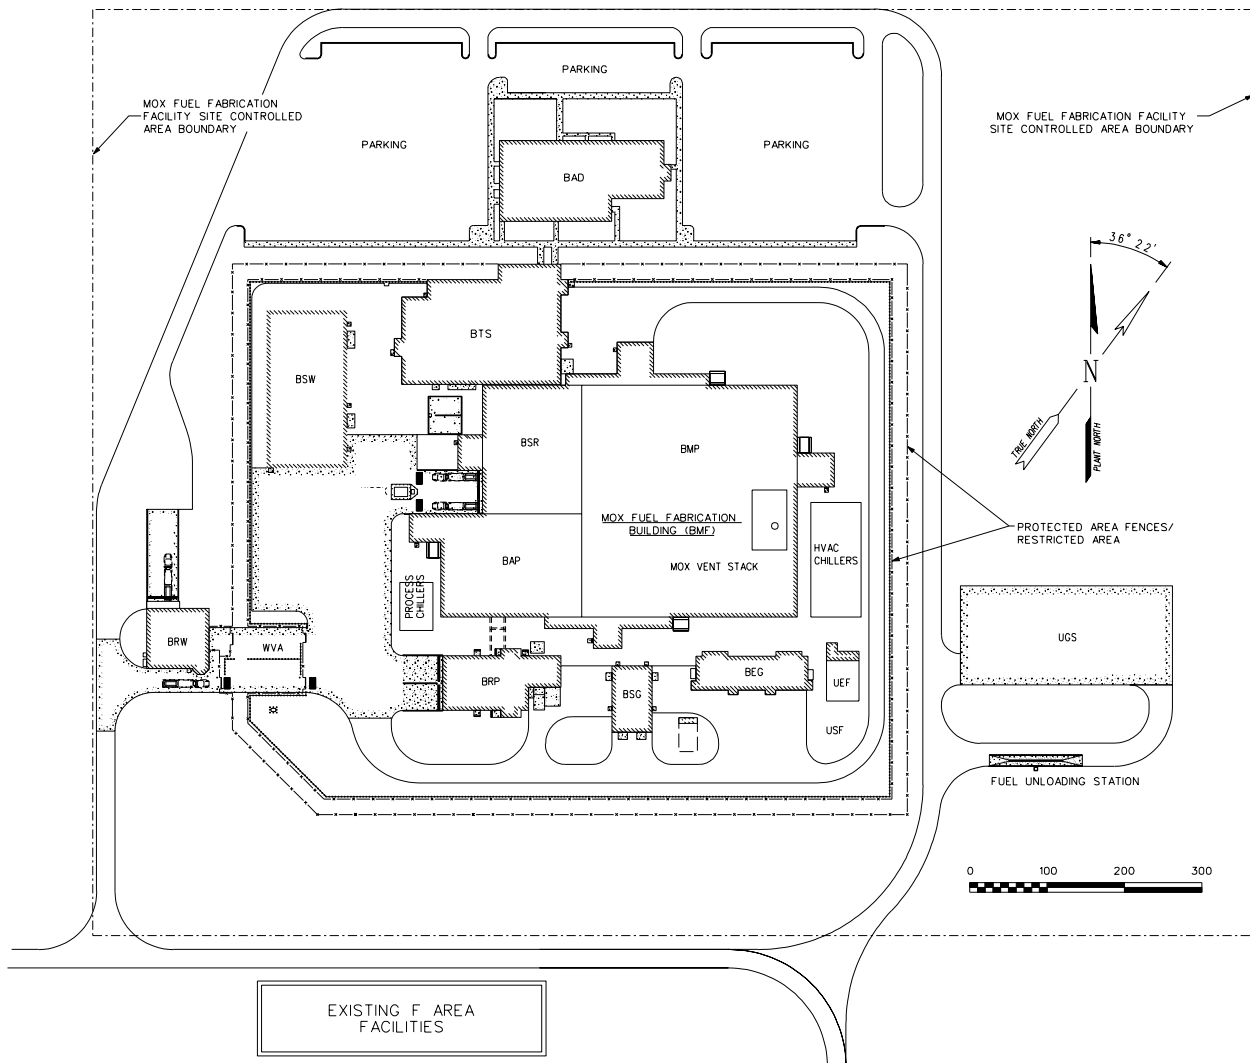 PARKING
MOX FUEL FABRICATION
FACILITY SITE CONTROLLED
AREA BOUNDARY
MOX FUEL FABRICATION FACILITY
SITE CONTROLLED AREA BOUNDARY
PARKING
PARKING
BAD
36° 22'
BTS
BSW
N
TRUE NORTH
PLANT NORTH
BSR
BMP
MOX FUEL FABRICATION
BUILDING (BMF)
PROTECTED AREA FENCES/
RESTRICTED AREA
HVAC
CHILLERS
BAP
MOX VENT STACK
PROCESS
CHILLERS
BRW
WVA
UGS
BRP
BSG
BEG
UEF
USF
FUEL UNLOADING STATION
0 100 200 300
EXISTING F AREA
FACILITIES